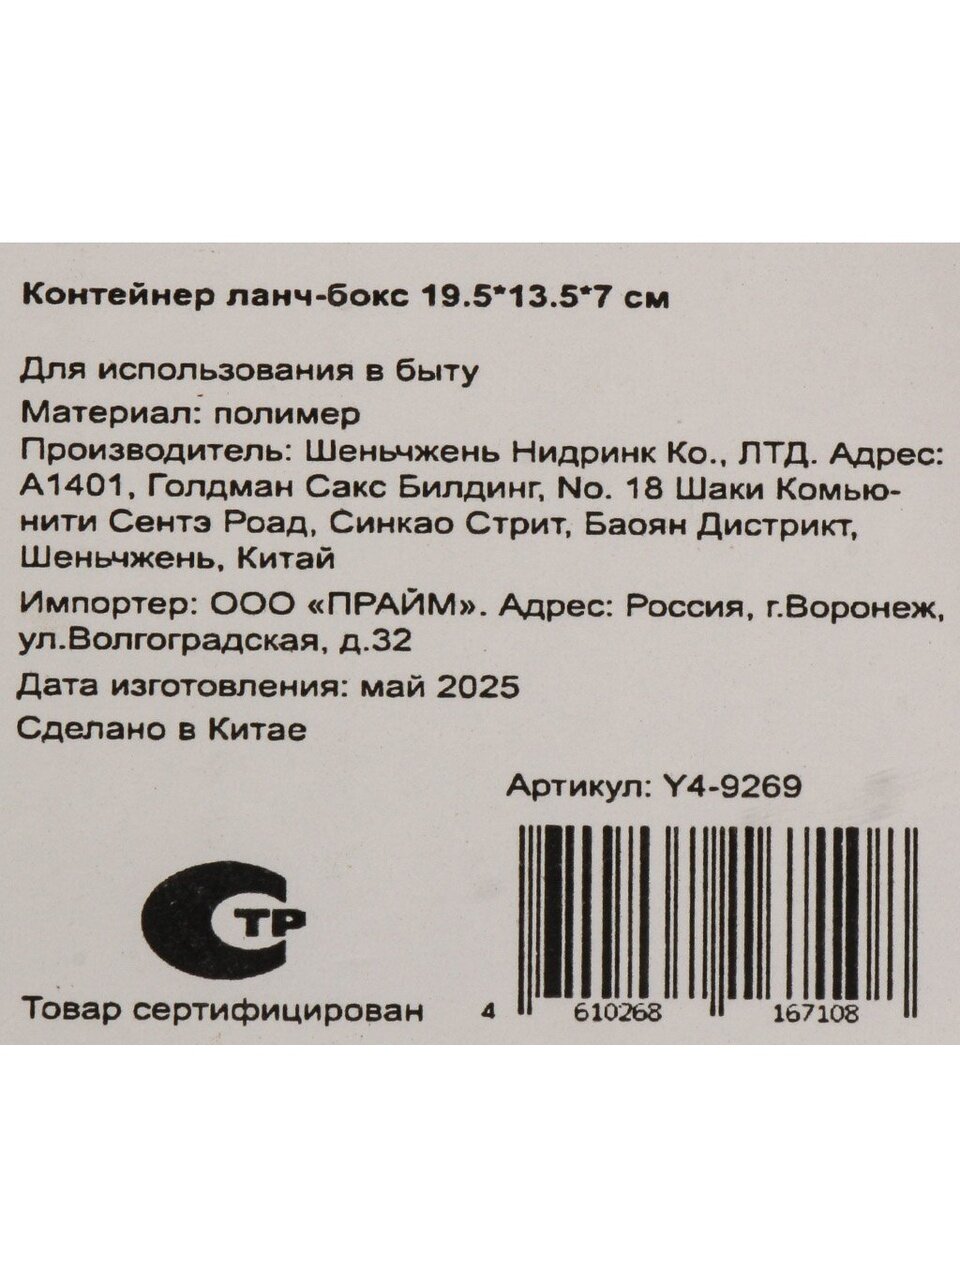 Контейнер ланч-бокс 19.5*13.5*7 см
Для использования в быту
Материал: полимер
Производитель: Шеньчжень Нидринк Ко., ЛТД. Адрес:
А1401, Голдман Сакс Билдинг, No. 18 Шаки Комью-
нити Сентэ Роад, Синкао Стрит, Баоян Дистрикт,
Шеньчжень, Китай
Импортер: ООО «ПРАЙМ». Адрес: Россия, г.Воронеж,
ул.Волгоградская, д.32
Дата изготовления: май 2025
Сделано в Китае
Артикул: Y4-9269
СТР
Товар сертифицирован
4 610268 167108